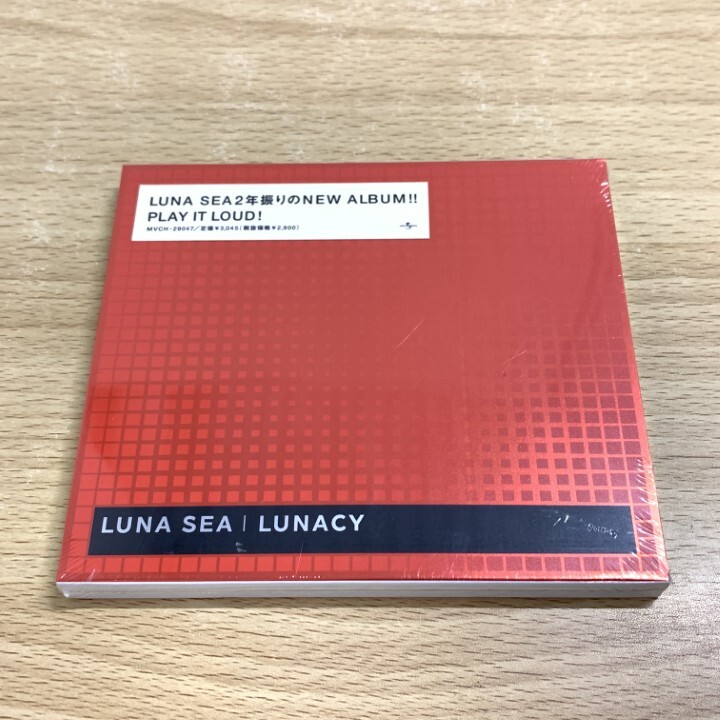 LUNA SEA2年振りのNEW ALBUM!!
PLAY IT LOUD!
MVCH-29047/定価¥3,045(税抜価格¥2,900)
LUNA SEA | LUNACY